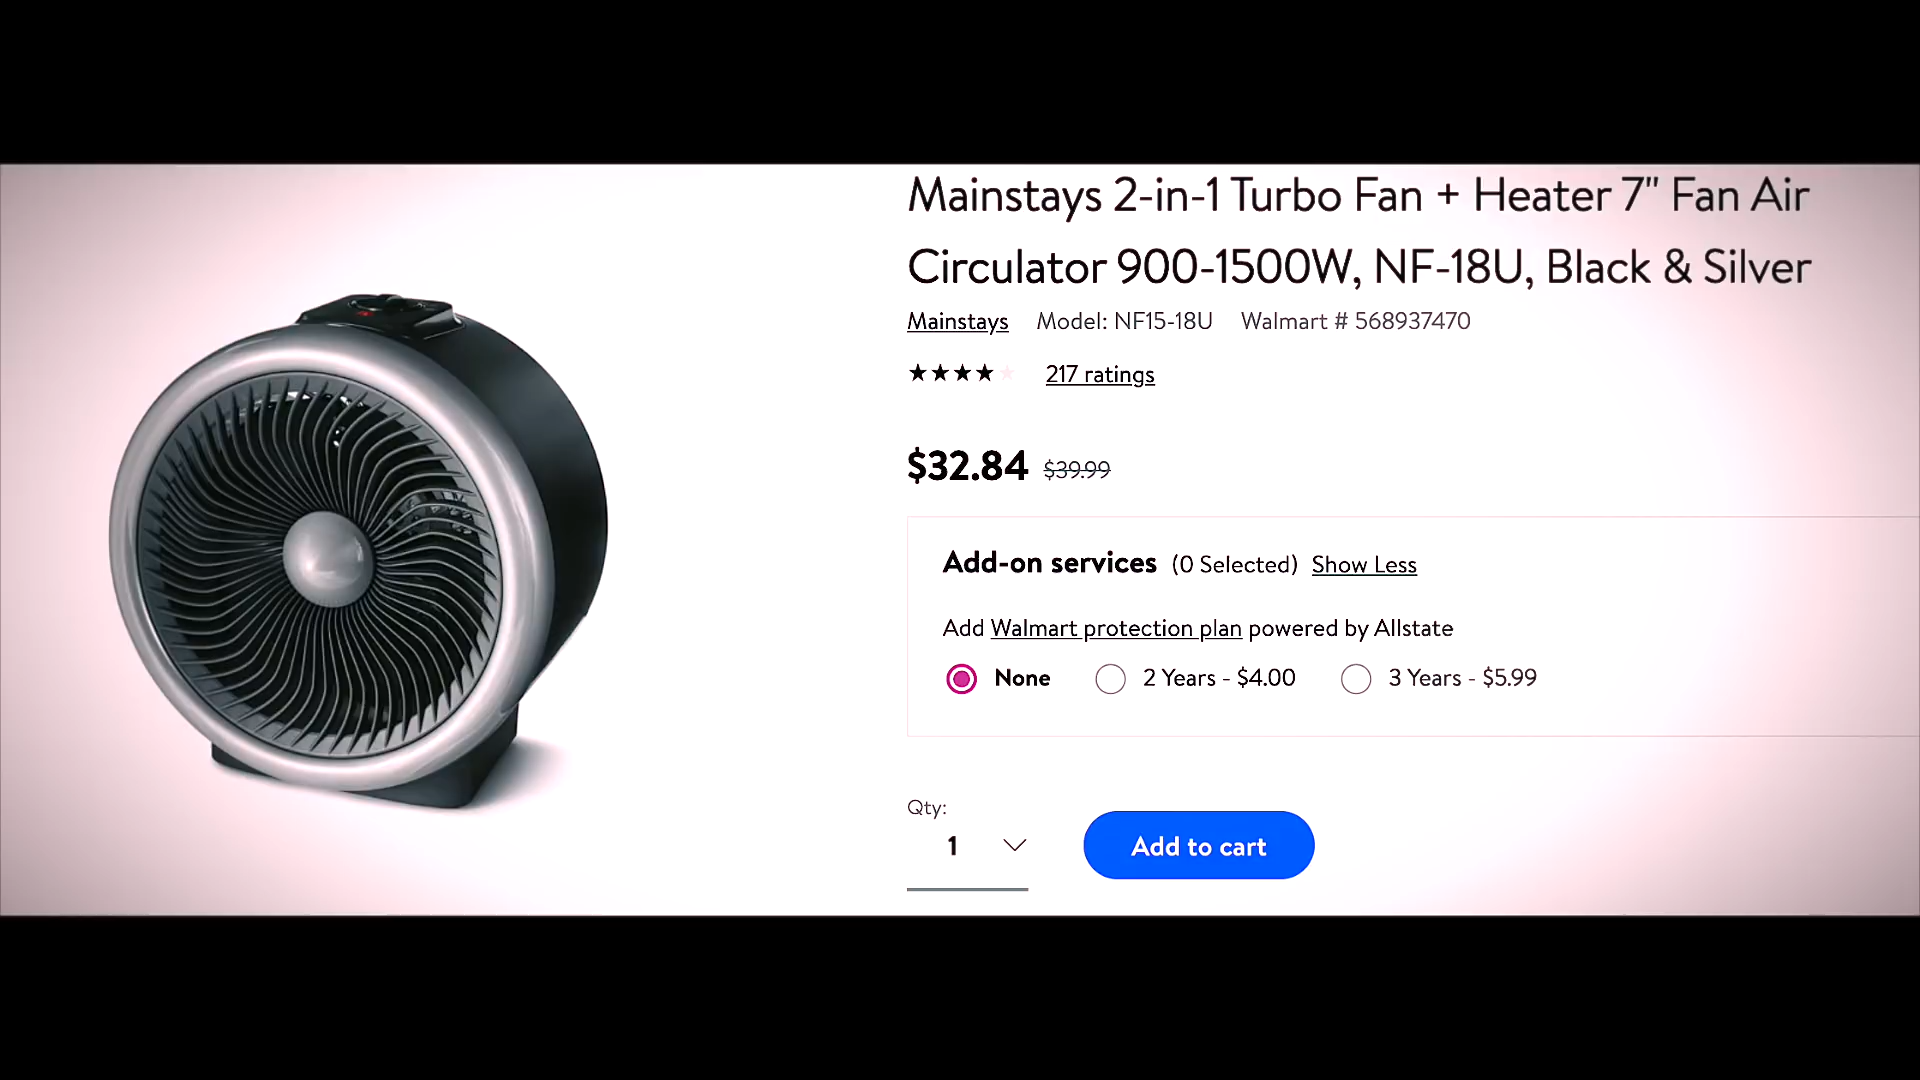 Mainstays 2-in-1 Turbo Fan + Heater 7" Fan Air
Circulator 900-1500W, NF-18U, Black & Silver
Mainstays Model: NF15-18U Walmart # 568937470
217 ratings
$32.84 $39.99
Add-on services (0 Selected) Show Less
Add Walmart protection plan powered by Allstate
None 2 Years - $4.00 3 Years - $5.99
Qty:
1 Add to cart